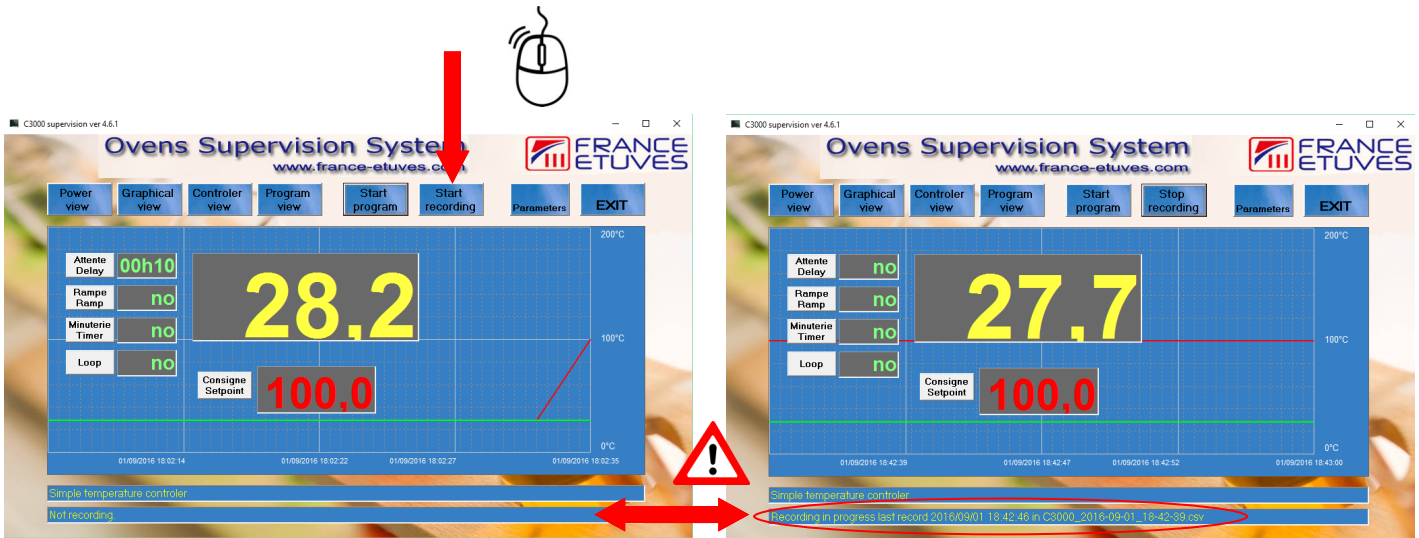 C3000 supervision ver 4.6.1
Ovens Supervision System
www.france-etuves.com
FRANCE
ETUVES
Power
view
Graphical
view
Controler
view
Program
view
Start
program
Start
recording
Parameters
EXIT
200°C
Attente
Delay
00h10
Rampe
Ramp
no
Minuterie
Timer
no
Loop
no
28,2
100°C
Consigne
Setpoint
100,0
0°C
01/09/2016 18:02:14
01/09/2016 18:02:22
01/09/2016 18:02:27
01/09/2016 18:02:35
Simple temperature controler
Not recording.
C3000 supervision ver 4.6.1
Ovens Supervision System
www.france-etuves.com
FRANCE
ETUVES
Power
view
Graphical
view
Controler
view
Program
view
Start
program
Stop
recording
Parameters
EXIT
200°C
Attente
Delay
no
Rampe
Ramp
no
Minuterie
Timer
no
Loop
no
27,7
100°C
Consigne
Setpoint
100,0
0°C
01/09/2016 18:42:39
01/09/2016 18:42:47
01/09/2016 18:42:52
01/09/2016 18:43:00
Simple temperature controler
Recording in progress last record 2016/09/01 18:42:46 in C3000_2016-09-01_18-42-39.csv
!